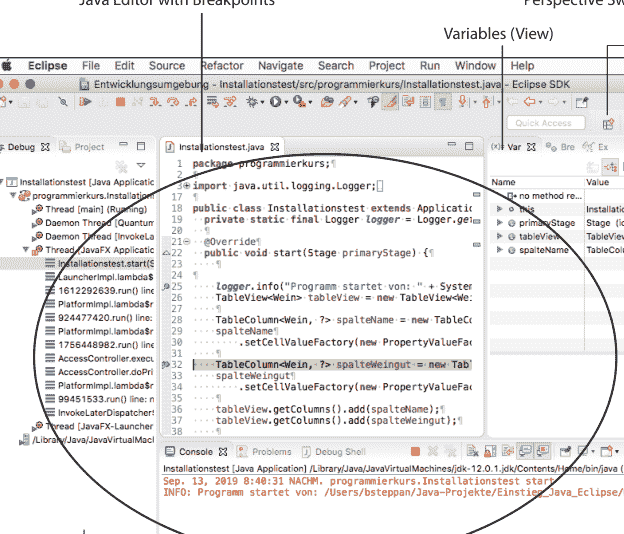 Java Editor with Breakpoints
Variables (View)
Eclipse File Edit Source Refactor Navigate Search Project Run Window Help
Entwicklungsumgebung - Installationstest/src/programmierkurs/Installationstest.java - Eclipse SDK
Quick Access
Debug Project
Installationstest [Java Application
programmierkurs.Installation
Thread [main] (Running)
Daemon Thread [Quantum
Daemon Thread [InvokeLa
Thread [JavaFX Applicatio
Installationstest.start(S
LauncherImpl.lambda$
1612292639.run() line:
PlatformImpl.lambda$r
924477420.run() line:
PlatformImpl.lambda$r
1756448982.run() line:
AccessController.execu
AccessController.doPri
PlatformImpl.lambda$r
99451533.run() line: n
InvokeLaterDispatcher$
Thread [JavaFX-Launcher
/Library/Java/JavaVirtualMacl
Installationstest.java
1 package programmierkurs;¶
2 ¶
3 import java.util.logging.Logger;
17 ¶
18 public class Installationstest extends Application
19 private static final Logger logger = Logger.get
20 ¶
21 @Override¶
22 public void start(Stage primaryStage) {¶
23 ¶
24 ¶
25 logger.info("Programm startet von: " + System
26 TableView<Wein> tableView = new TableView<Wei
27 ¶
28 TableColumn<Wein, ?> spalteName = new TableCo
29 spalteName
30 .setCellValueFactory(new PropertyValueFac
31 ¶
32 TableColumn<Wein, ?> spalteWeingut = new Tabl
33 spalteWeingut
34 .setCellValueFactory(new PropertyValueFac
35 ¶
36 tableView.getColumns().add(spalteName);¶
37 tableView.getColumns().add(spalteWeingut);¶
38 ¶
(x)= Var Bre Ex
Name Value
no method re...
this Installatio
primaryStage Stage (ic
tableView TableView
spalteName TableColu
Console Problems Debug Shell
Installationstest [Java Application] /Library/Java/JavaVirtualMachines/jdk-12.0.1.jdk/Contents/Home/bin/java (
Sep. 13, 2019 8:40:31 NACHM. programmierkurs.Installationstest start
INFO: Programm startet von: /Users/bsteppan/Java-Projekte/Einstieg_Java_Eclipse/